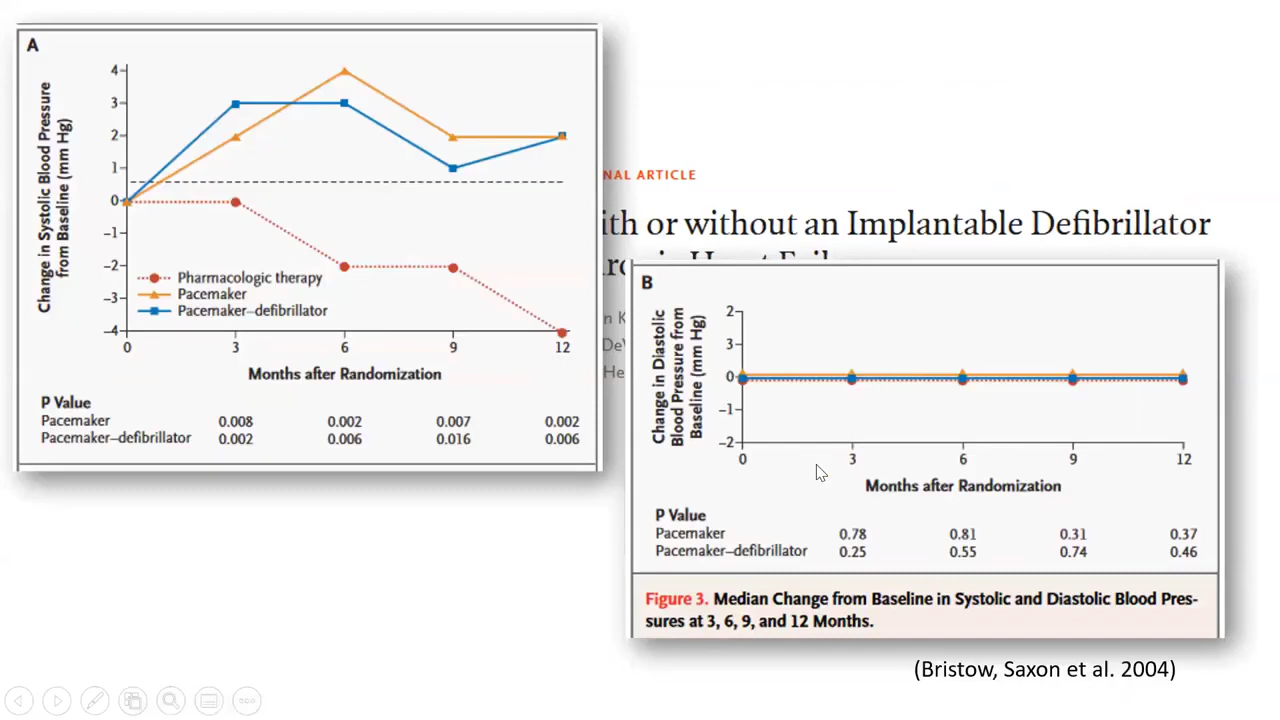 A
Change in Systolic Blood Pressure
from Baseline (mm Hg)
4
3
2
1
0
−1
−2
−3
−4
Pharmacologic therapy
Pacemaker
Pacemaker–defibrillator
0 3 6 9 12
Months after Randomization
P Value
Pacemaker 0.008 0.002 0.007 0.002
Pacemaker–defibrillator 0.002 0.006 0.016 0.006
NAL ARTICLE
ith or without an Implantable Defibrillator
B
Change in Diastolic
Blood Pressure from
Baseline (mm Hg)
2
3
0
−1
−2
0 3 6 9 12
Months after Randomization
P Value
Pacemaker 0.78 0.81 0.31 0.37
Pacemaker–defibrillator 0.25 0.55 0.74 0.46
Figure 3. Median Change from Baseline in Systolic and Diastolic Blood Pres-
sures at 3, 6, 9, and 12 Months.
(Bristow, Saxon et al. 2004)